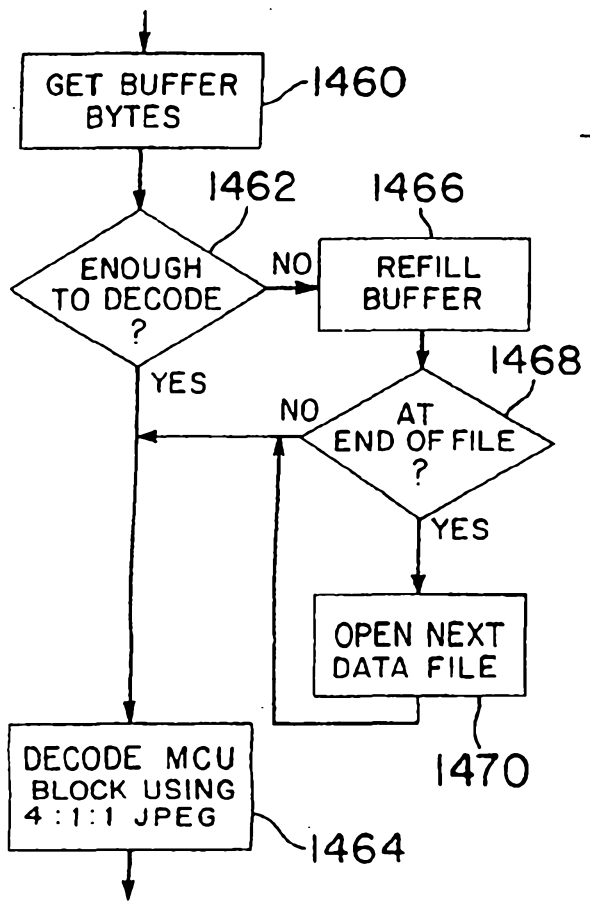 GET BUFFER
BYTES
1460
1462
ENOUGH
TO DECODE
?
NO
YES
1466
REFILL
BUFFER
1468
AT
END OF FILE
?
NO
YES
OPEN NEXT
DATA FILE
1470
DECODE MCU
BLOCK USING
4:1:1 JPEG
1464